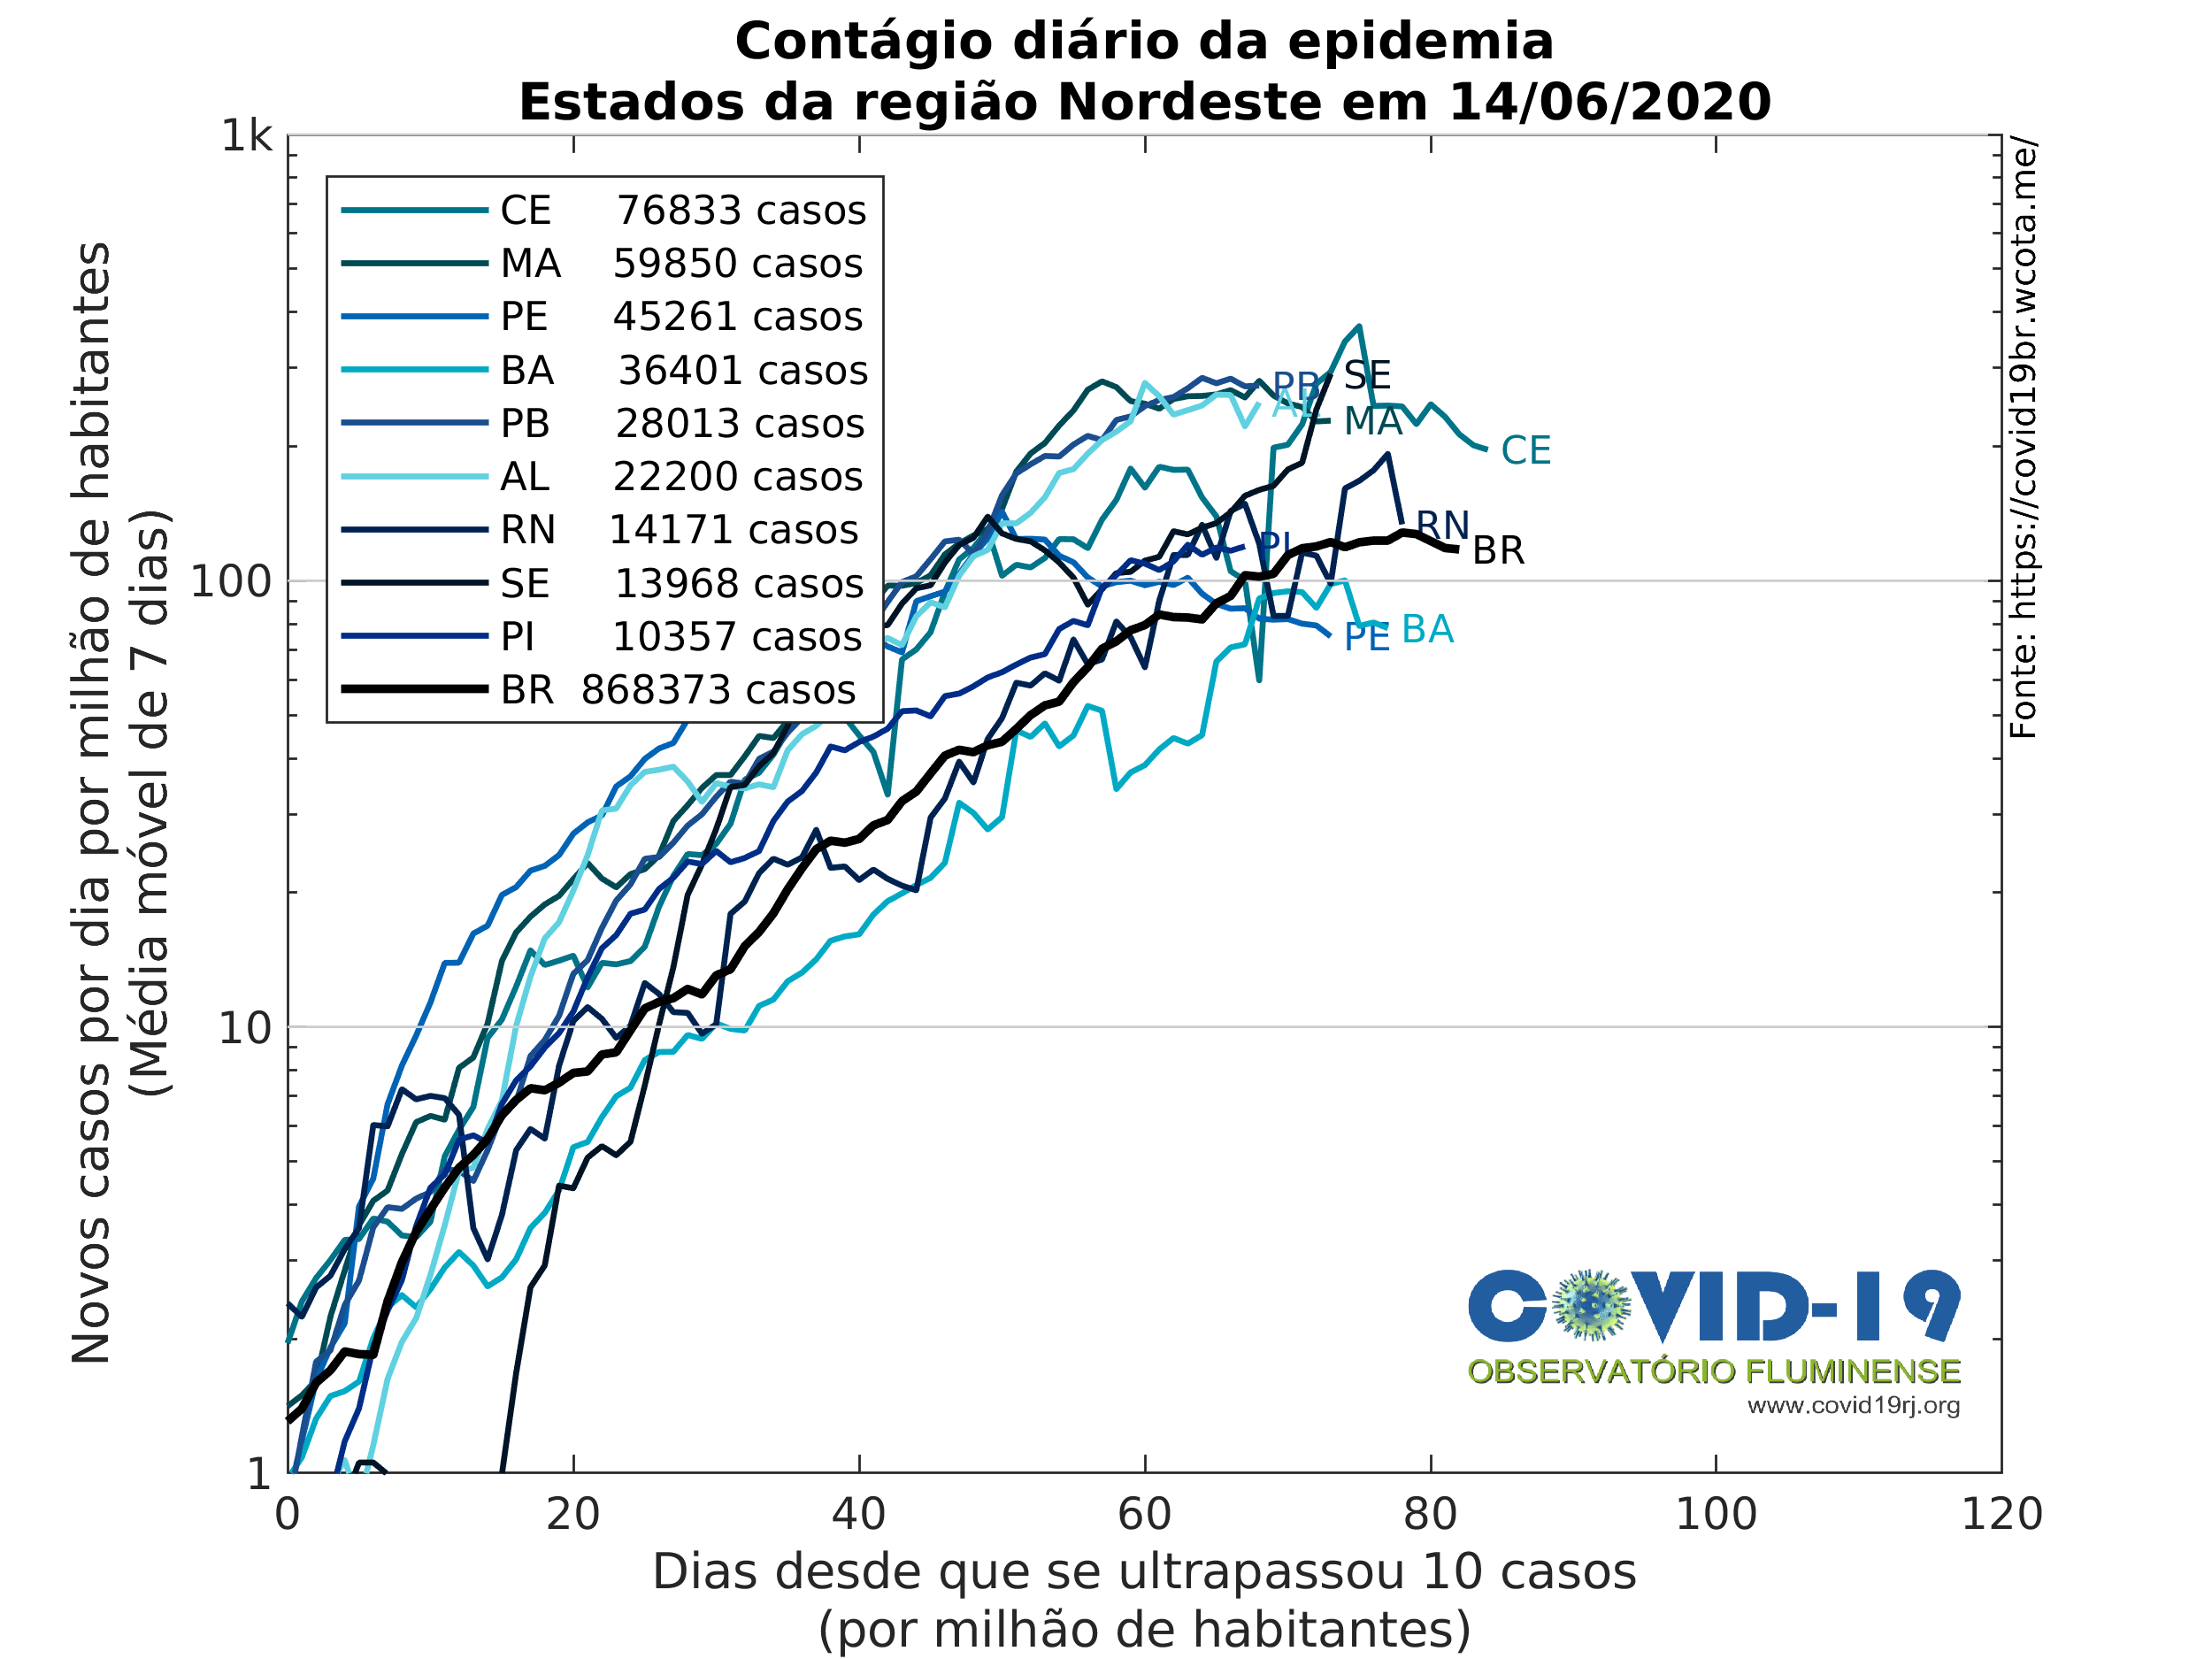 Contágio diário da epidemia
Estados da região Nordeste em 14/06/2020
Novos casos por dia por milhão de habitantes
(Média móvel de 7 dias)
1k
100
10
1
CE 76833 casos
MA 59850 casos
PE 45261 casos
BA 36401 casos
PB 28013 casos
AL 22200 casos
RN 14171 casos
SE 13968 casos
PI 10357 casos
BR 868373 casos
PB
AL
SE
MA
CE
RN
BR
PI
PE
BA
Fonte: https://covid19br.wcota.me/
COVID-19
OBSERVATÓRIO FLUMINENSE
www.covid19rj.org
0 20 40 60 80 100 120
Dias desde que se ultrapassou 10 casos
(por milhão de habitantes)